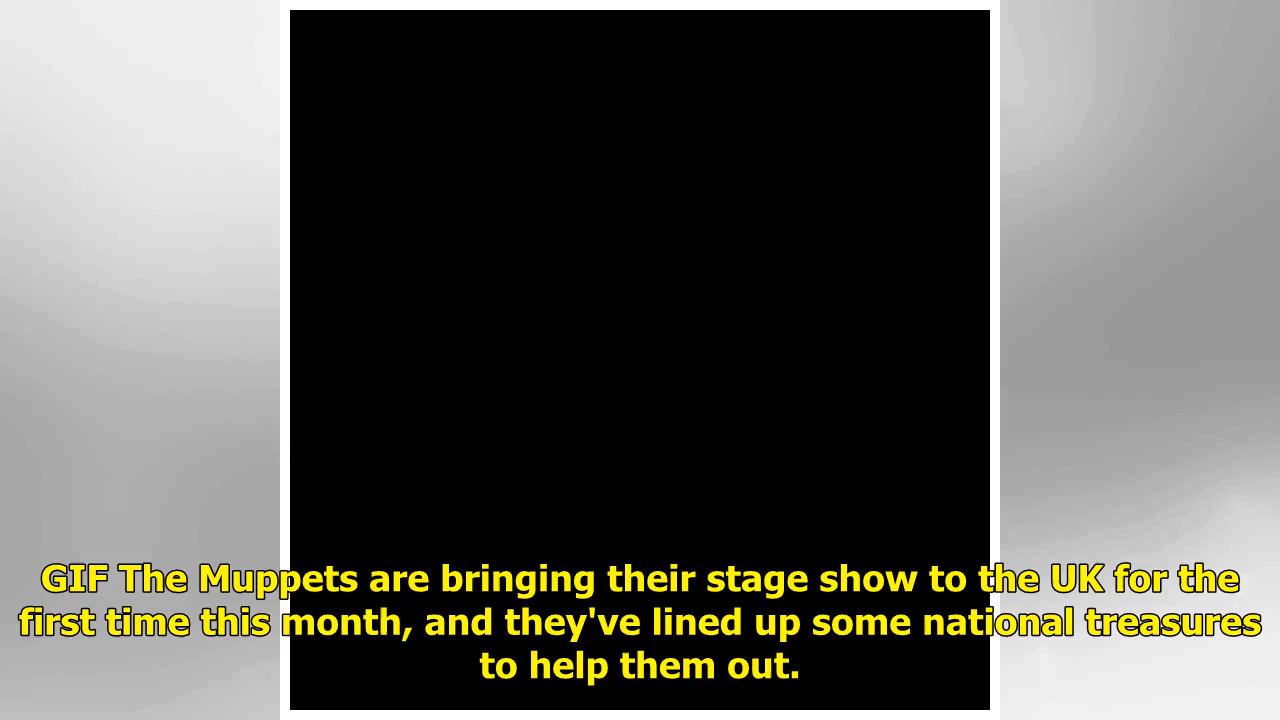 GIF The Muppets are bringing their stage show to the UK for the
first time this month, and they've lined up some national treasures
to help them out.